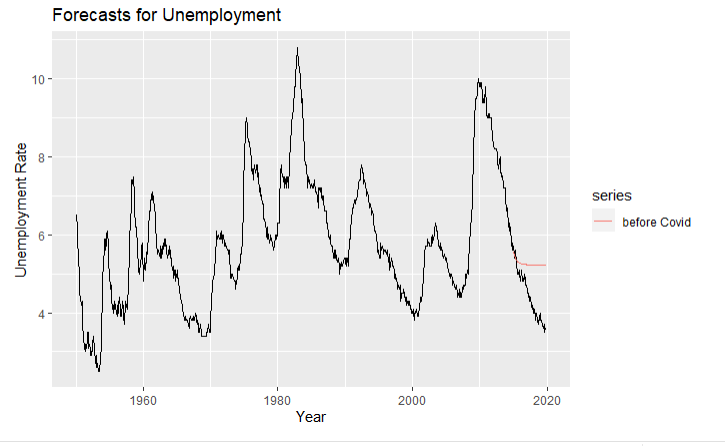 Forecasts for Unemployment
10
8
6
4
Unemployment Rate
1960
1980
2000
2020
Year
series
before Covid